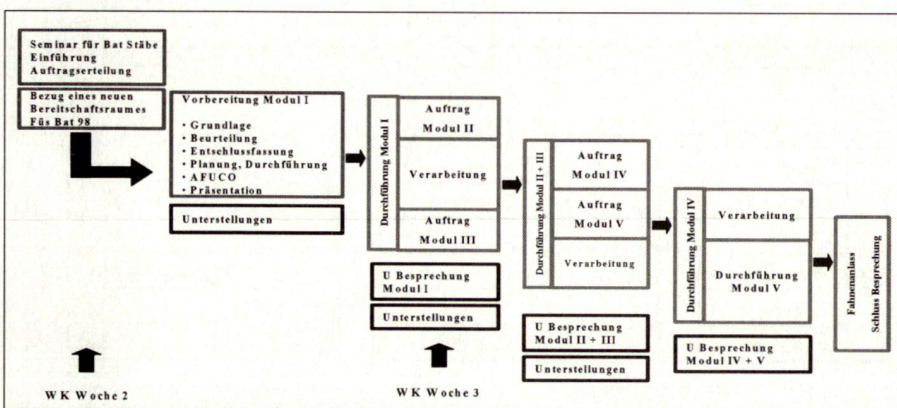 Seminar für Bat Stäbe
Einführung
Auftragserteilung
Bezug eines neuen
Bereitschaftsraumes
Füs Bat 98
Vorbereitung Modul I
• Grundlage
• Beurteilung
• Entschlussfassung
• Planung, Durchführung
• AFUCO
• Präsentation
Unterstellungen
Durchführung Modul I
Auftrag
Modul II
Verarbeitung
Auftrag
Modul III
U Besprechung
Modul I
Unterstellungen
Durchführung Modul II + III
Auftrag
Modul IV
Auftrag
Modul V
Verarbeitung
U Besprechung
Modul II + III
Unterstellungen
Durchführung Modul IV
Verarbeitung
Durchführung
Modul V
U Besprechung
Modul IV + V
Fahnenanlass
Schluss Besprechung
WK Woche 2
WK Woche 3